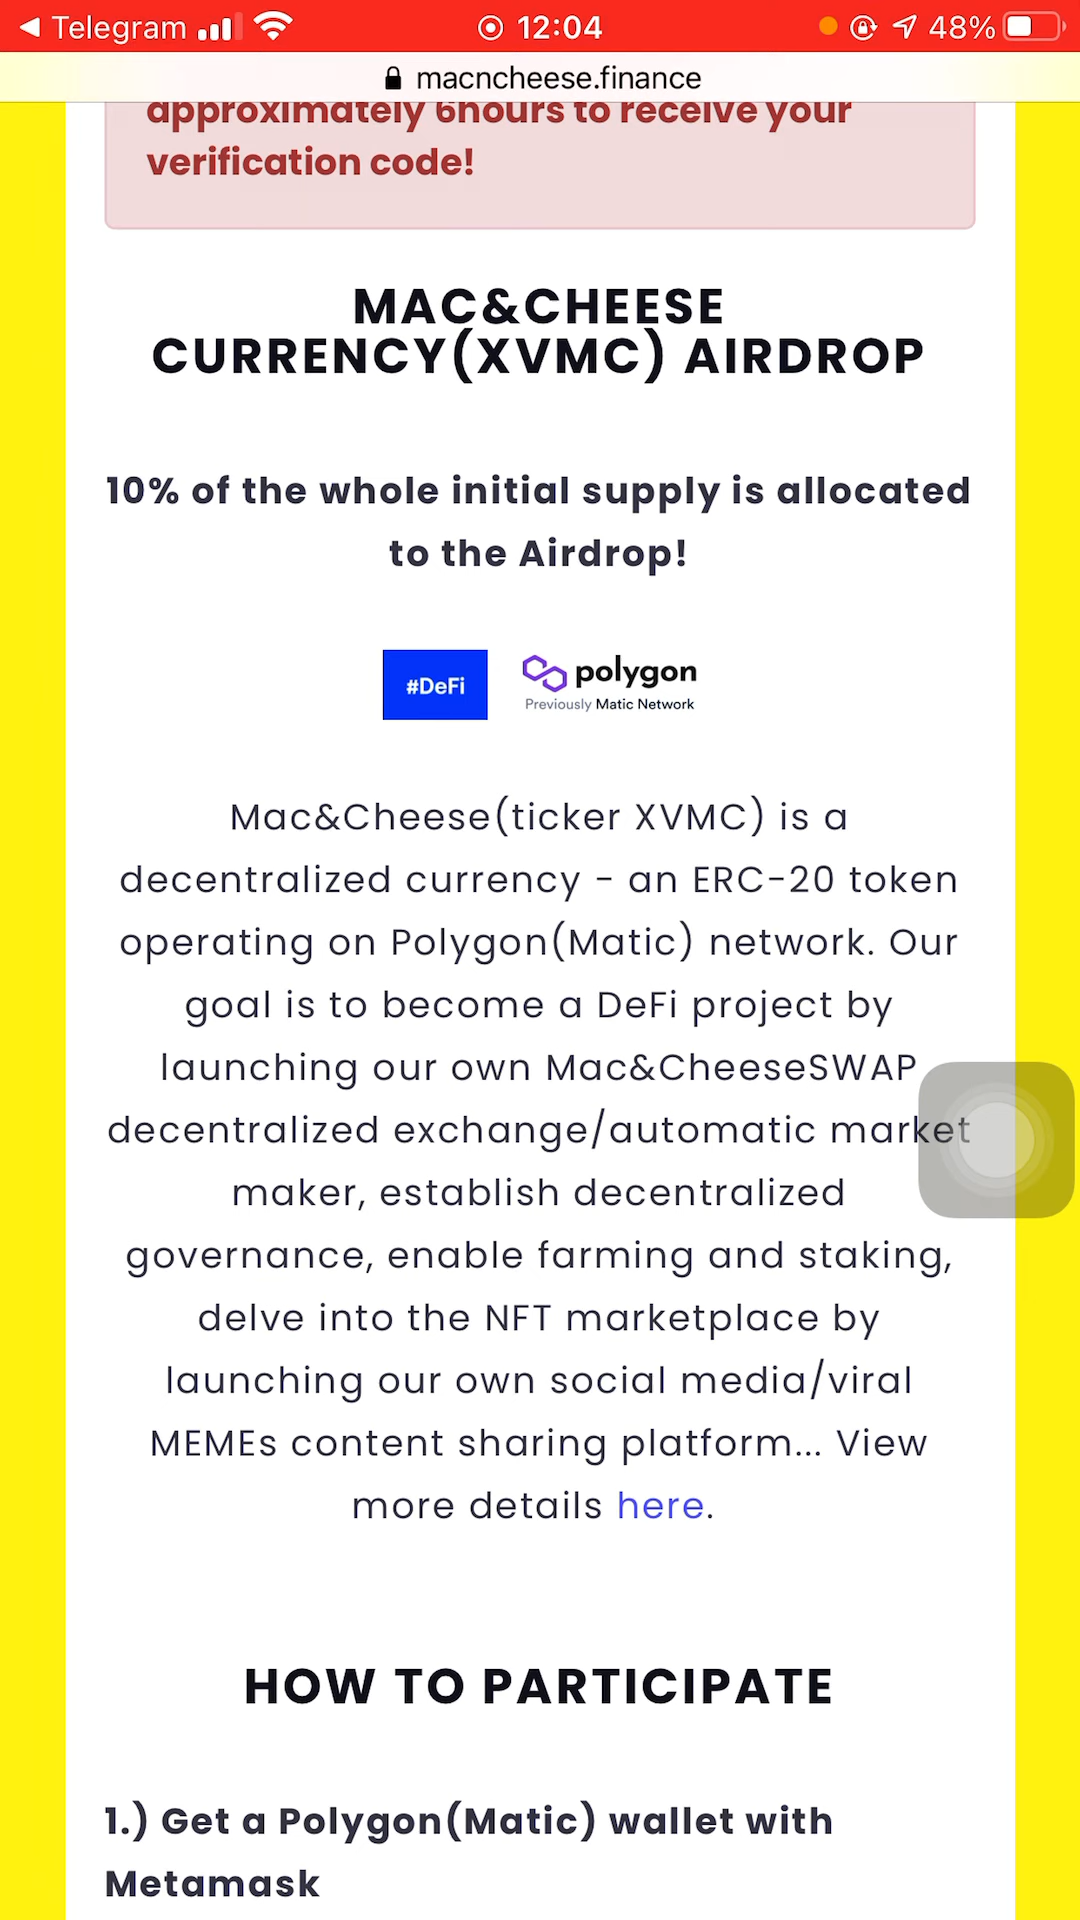 Telegram 12:04 48%
macncheese.finance
approximately 6hours to receive your
verification code!
MAC&CHEESE
CURRENCY(XVMC) AIRDROP
10% of the whole initial supply is allocated
to the Airdrop!
#DeFi polygon
Previously Matic Network
Mac&Cheese(ticker XVMC) is a
decentralized currency - an ERC-20 token
operating on Polygon(Matic) network. Our
goal is to become a DeFi project by
launching our own Mac&CheeseSWAP
decentralized exchange/automatic market
maker, establish decentralized
governance, enable farming and staking,
delve into the NFT marketplace by
launching our own social media/viral
MEMEs content sharing platform... View
more details here.
HOW TO PARTICIPATE
1.) Get a Polygon(Matic) wallet with
Metamask